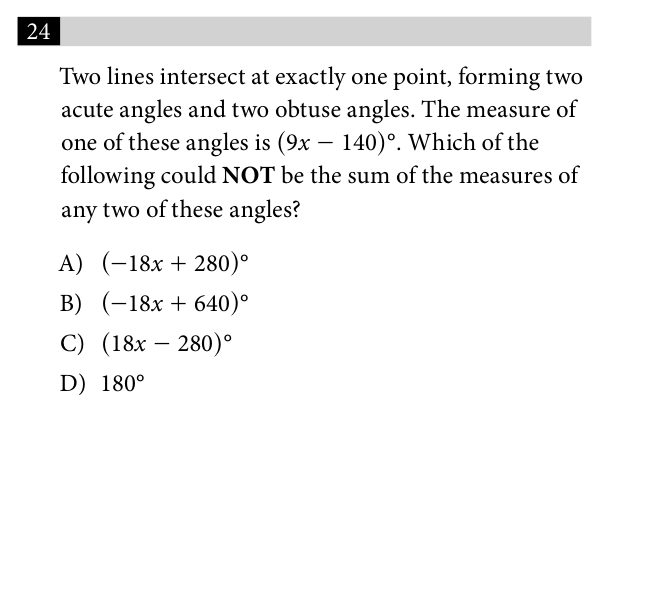 24
Two lines intersect at exactly one point, forming two
acute angles and two obtuse angles. The measure of
one of these angles is (9x − 140)°. Which of the
following could NOT be the sum of the measures of
any two of these angles?
A) (−18x + 280)°
B) (−18x + 640)°
C) (18x − 280)°
D) 180°